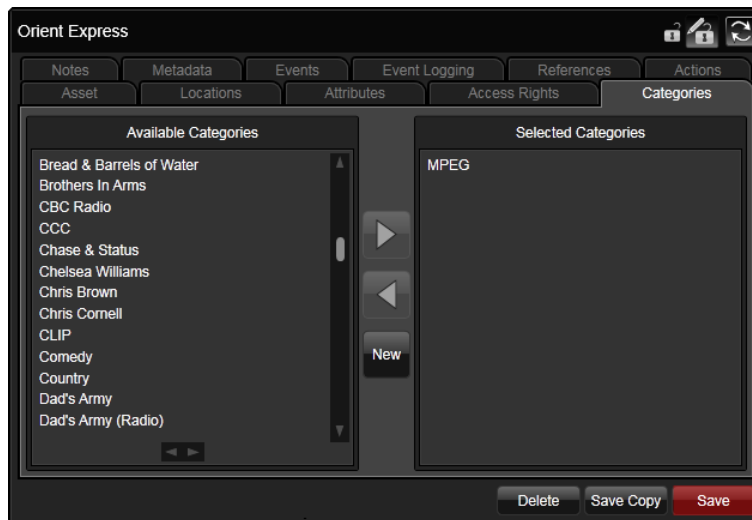 Orient Express
Notes Metadata Events Event Logging References Actions
Asset Locations Attributes Access Rights Categories
Available Categories
Bread & Barrels of Water
Brothers In Arms
CBC Radio
CCC
Chase & Status
Chelsea Williams
Chris Brown
Chris Cornell
CLIP
Comedy
Country
Dad's Army
Dad's Army (Radio)
New
Selected Categories
MPEG
Delete Save Copy Save